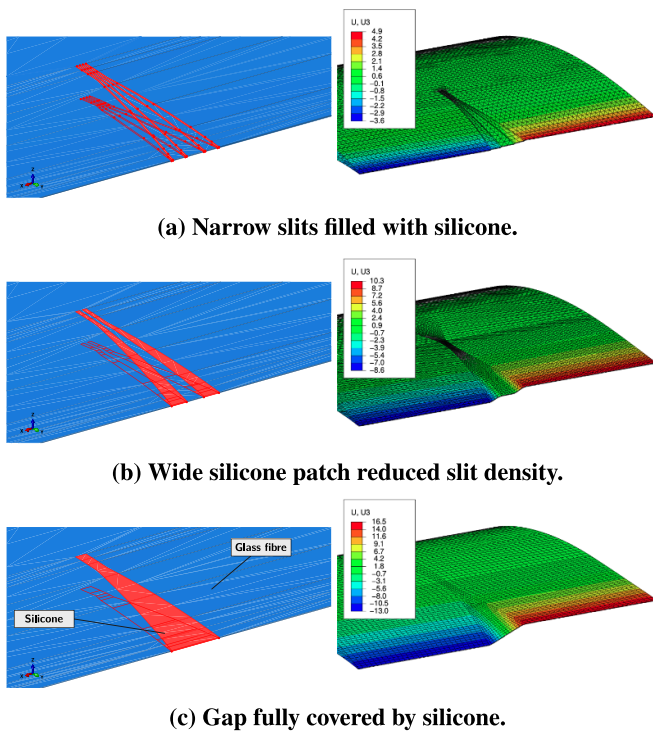 U, U3
4.9
4.2
3.5
2.8
2.1
1.4
0.6
−0.1
−0.8
−1.5
−2.2
−2.9
−3.6
Z
X
Y
(a) Narrow slits filled with silicone.
U, U3
10.3
8.7
7.2
5.6
4.0
2.4
0.9
−0.7
−2.3
−3.9
−5.4
−7.0
−8.6
Z
X
Y
(b) Wide silicone patch reduced slit density.
Glass fibre
Silicone
U, U3
16.5
14.0
11.6
9.1
6.7
4.2
1.8
−0.7
−3.1
−5.6
−8.0
−10.5
−13.0
Z
X
Y
(c) Gap fully covered by silicone.